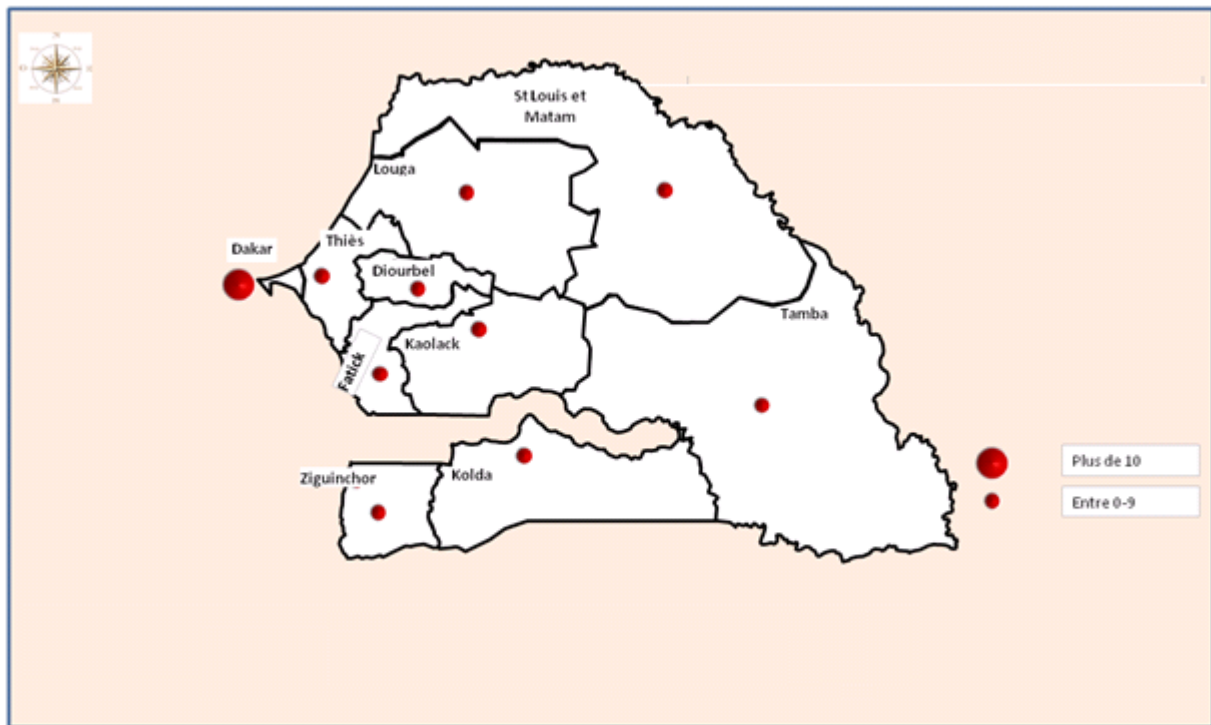 St Louis et
Matam
Louga
Dakar
Thiès
Diourbel
Tamba
Kaolack
Fatick
Ziguinchor
Kolda
Plus de 10
Entre 0-9